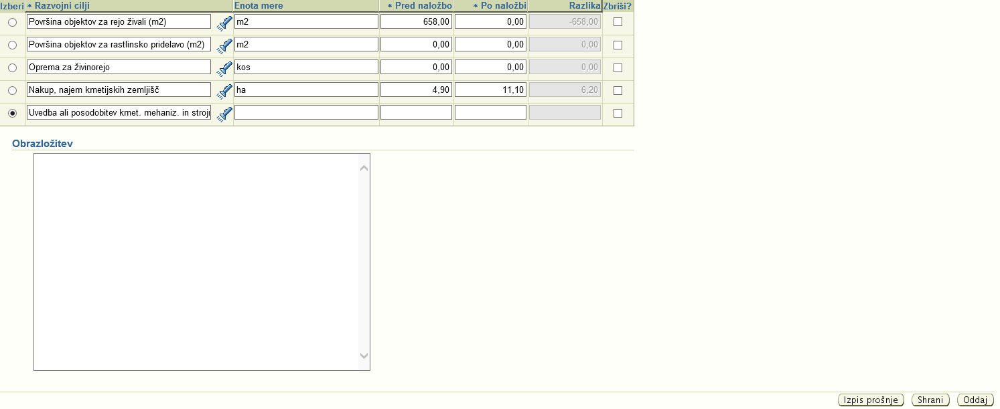 Izberi * Razvojni cilji Enota mere * Pred naložbo * Po naložbi Razlika Zbriši?
Površina objektov za rejo živali (m2) m2 658,00 0,00 -658,00
Površina objektov za rastlinsko pridelavo (m2) m2 0,00 0,00 0,00
Oprema za živinorejo kos 0,00 0,00 0,00
Nakup, najem kmetijskih zemljišč ha 4,90 11,10 6,20
Uvedba ali posodobitev kmet. mehaniz. in stroj
Obrazložitev
Izpis prošnje Shrani Oddaj